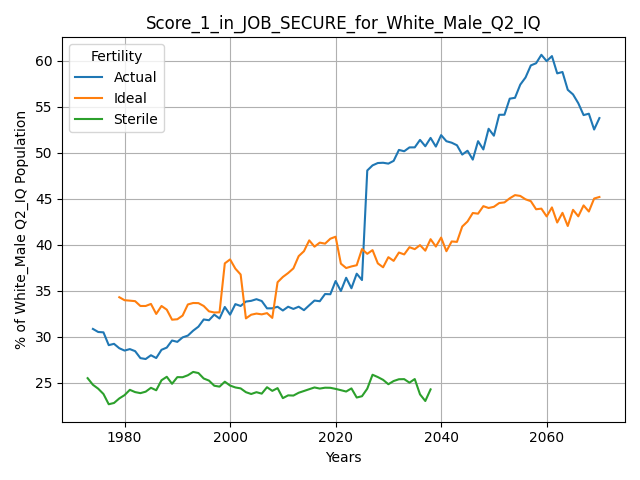 Score_1_in_JOB_SECURE_for_White_Male_Q2_IQ
Fertility
Actual
Ideal
Sterile
% of White_Male Q2_IQ Population
60
55
50
45
40
35
30
25
1980
2000
2020
2040
2060
Years